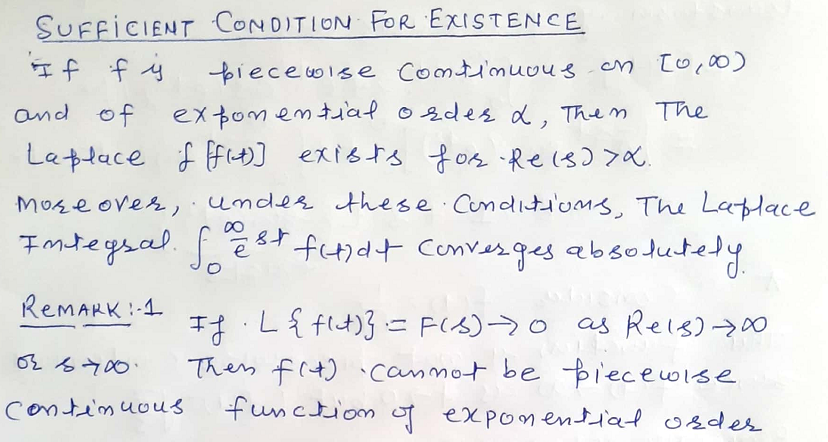 SUFFICIENT CONDITION FOR EXISTENCE
If f is piecewise continuous on [0,∞)
and of exponential order α, Then The
Laplace f [f(t)] exists for Re(s) >α.
Moreover, under these Conditions, The Laplace
Integral ∫₀^∞ e^-st f(t)dt converges absolutely.
REMARK:-1 If L{f(t)} = F(s)→0 as Re(s)→∞
or s→∞. Then f(t) cannot be piecewise
Continuous function of exponential order